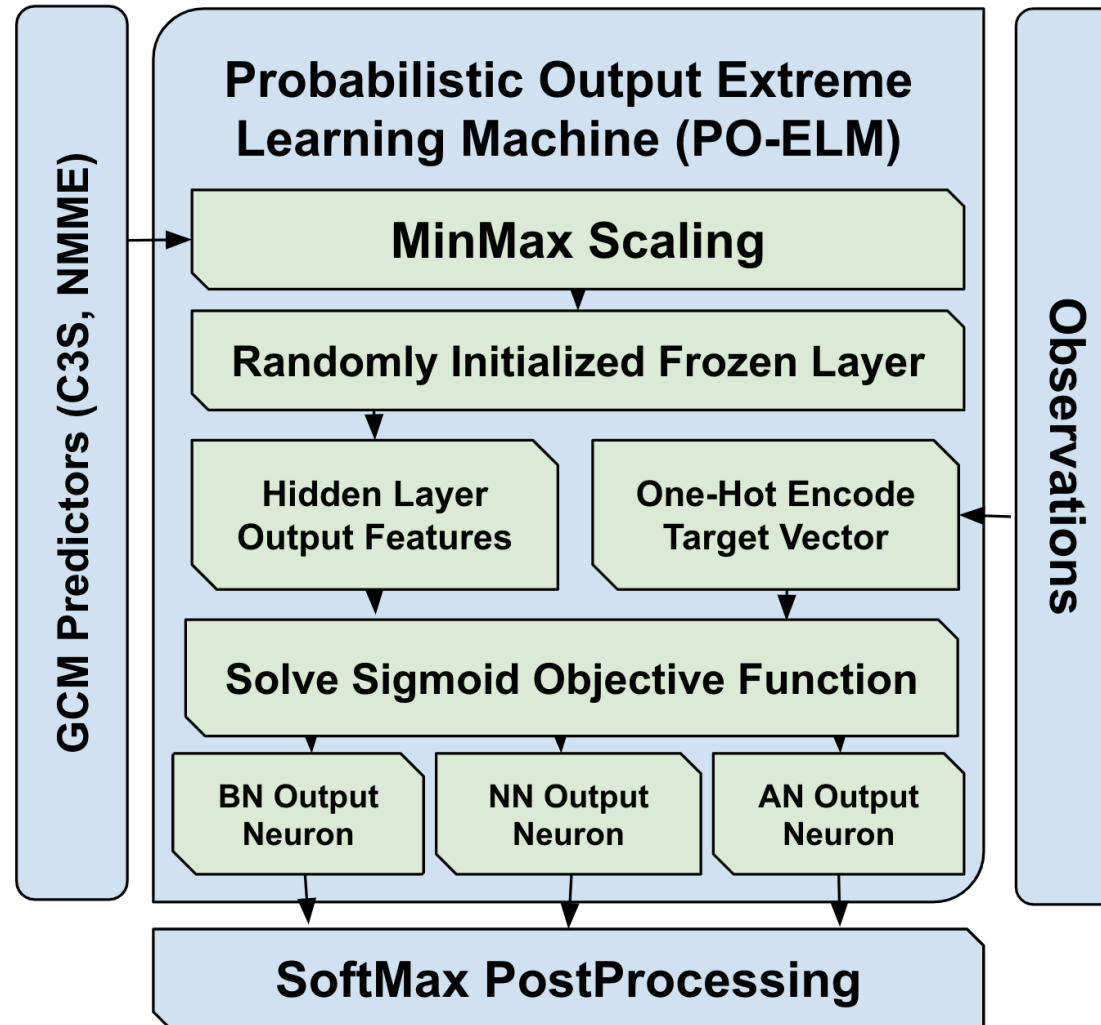 GCM Predictors (C3S, NMME)
Probabilistic Output Extreme
Learning Machine (PO-ELM)
MinMax Scaling
Randomly Initialized Frozen Layer
Hidden Layer
Output Features
One-Hot Encode
Target Vector
Observations
Solve Sigmoid Objective Function
BN Output
Neuron
NN Output
Neuron
AN Output
Neuron
SoftMax PostProcessing